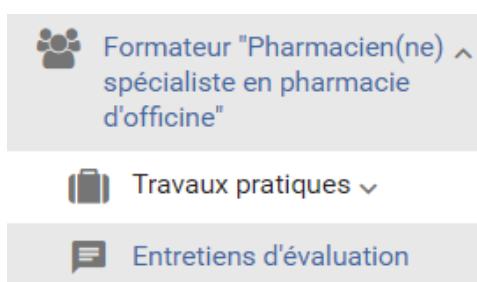 Formateur "Pharmacien(ne)
spécialiste en pharmacie
d'officine"
Travaux pratiques
Entretiens d'évaluation